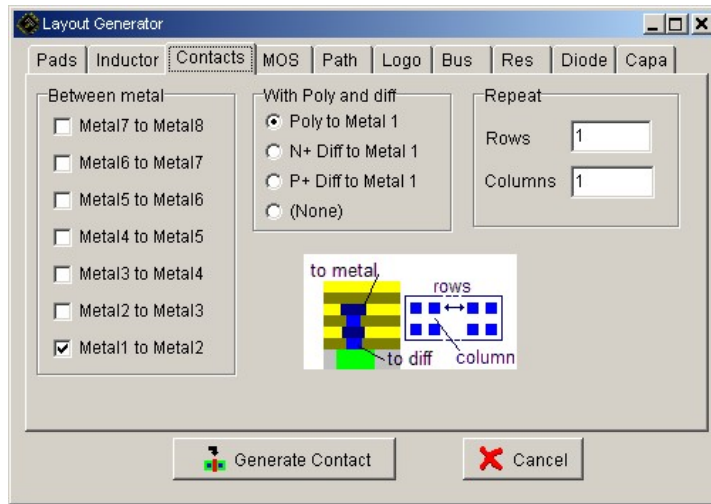 Layout Generator
Pads Inductor Contacts MOS Path Logo Bus Res Diode Capa
Between metal
Metal7 to Metal8
Metal6 to Metal7
Metal5 to Metal6
Metal4 to Metal5
Metal3 to Metal4
Metal2 to Metal3
Metal1 to Metal2
With Poly and diff
Poly to Metal 1
N+ Diff to Metal 1
P+ Diff to Metal 1
(None)
Repeat
Rows 1
Columns 1
to metal
rows
to diff
column
Generate Contact
Cancel